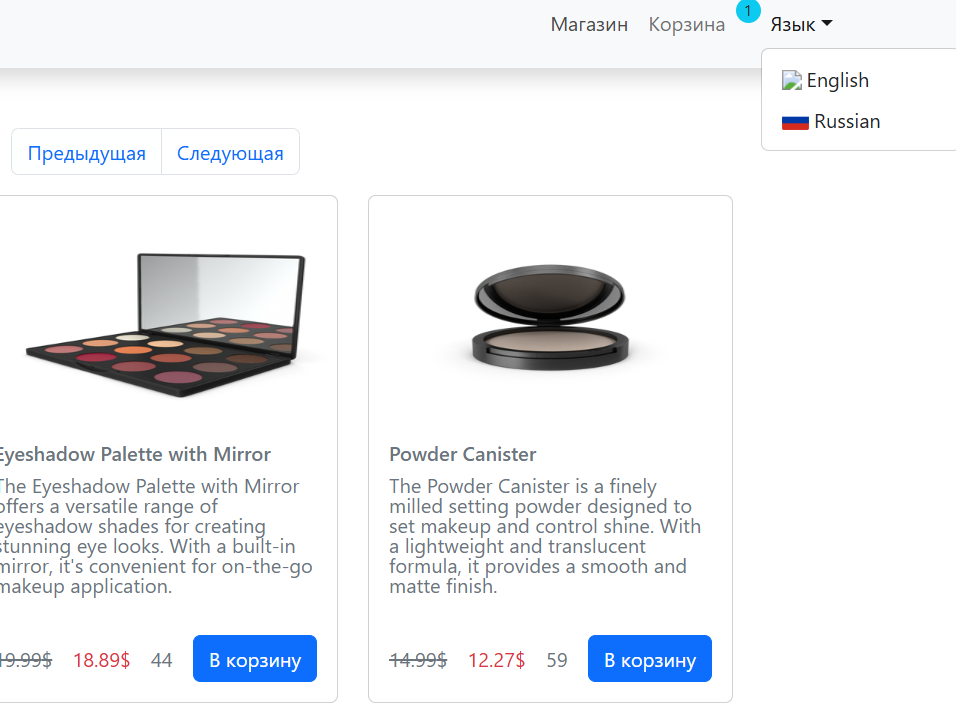 Магазин Корзина 1 Язык
English
Russian
Предыдущая Следующая
Eyeshadow Palette with Mirror
The Eyeshadow Palette with Mirror
offers a versatile range of
eyeshadow shades for creating
stunning eye looks. With a built-in
mirror, it's convenient for on-the-go
makeup application.
19.99$ 18.89$ 44 В корзину
Powder Canister
The Powder Canister is a finely
milled setting powder designed to
set makeup and control shine. With
a lightweight and translucent
formula, it provides a smooth and
matte finish.
14.99$ 12.27$ 59 В корзину